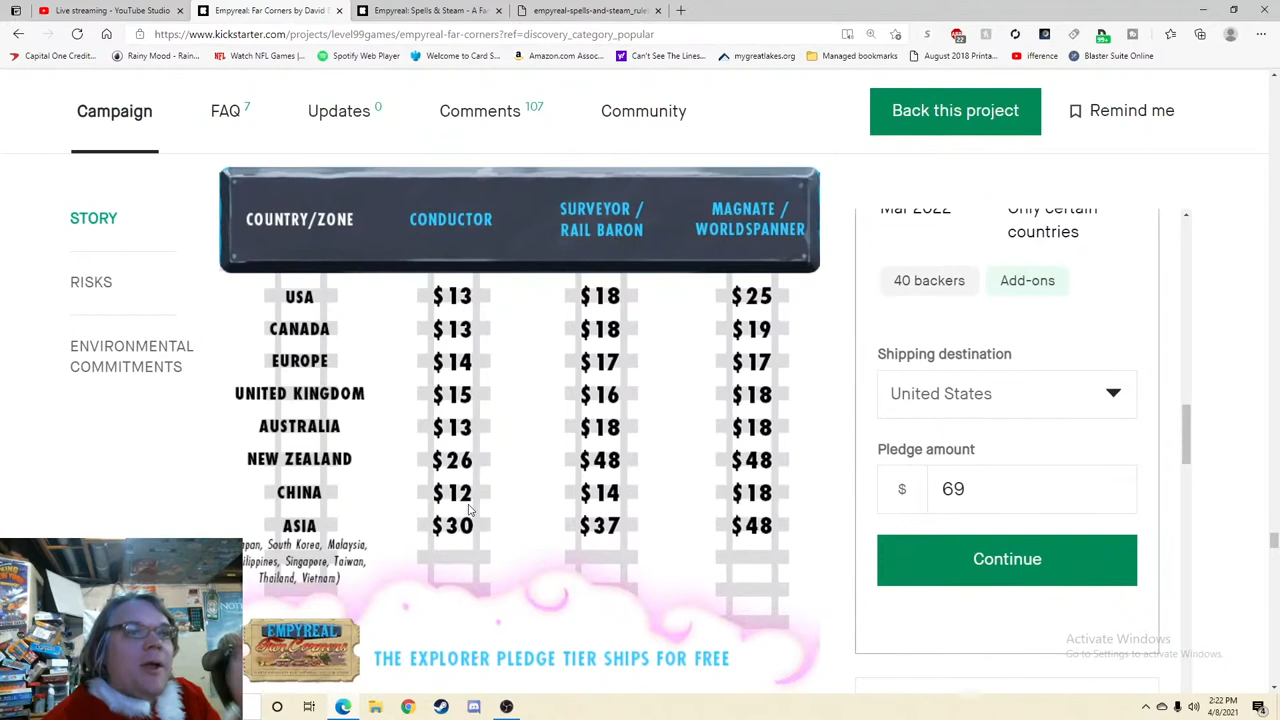 Live streaming - YouTube Studio
Empyreal: Far Corners by David
Empyreal: Spells & Steam - A Fa
empyreal-spells-and-steam_rule
https://www.kickstarter.com/projects/level99games/empyreal-far-corners?ref=discovery_category_popular
Capital One Credit...
Rainy Mood - Rain...
Watch NFL Games |...
Spotify Web Player
Welcome to Card S...
Amazon.com Assoc...
Can't See The Lines...
mygreatlakes.org
Managed bookmarks
August 2018 Printa...
ifference
Blaster Suite Online
Campaign
FAQ 7
Updates 0
Comments 107
Community
Back this project
Remind me
STORY
RISKS
ENVIRONMENTAL
COMMITMENTS
COUNTRY/ZONE CONDUCTOR SURVEYOR / RAIL BARON MAGNATE / WORLDSPANNER
USA $13 $18 $25
CANADA $13 $18 $19
EUROPE $14 $17 $17
UNITED KINGDOM $15 $16 $18
AUSTRALIA $13 $18 $18
NEW ZEALAND $26 $48 $48
CHINA $12 $14 $18
ASIA $30 $37 $48
apan, South Korea, Malaysia,
ilippines, Singapore, Taiwan,
Thailand, Vietnam)
EMPYREAL
Far Corners
THE EXPLORER PLEDGE TIER SHIPS FOR FREE
Mar 2022
Only certain
countries
40 backers
Add-ons
Shipping destination
United States
Pledge amount
$ 69
Continue
Activate Windows
Go to Settings to activate Windows.
2:22 PM
4/8/2021